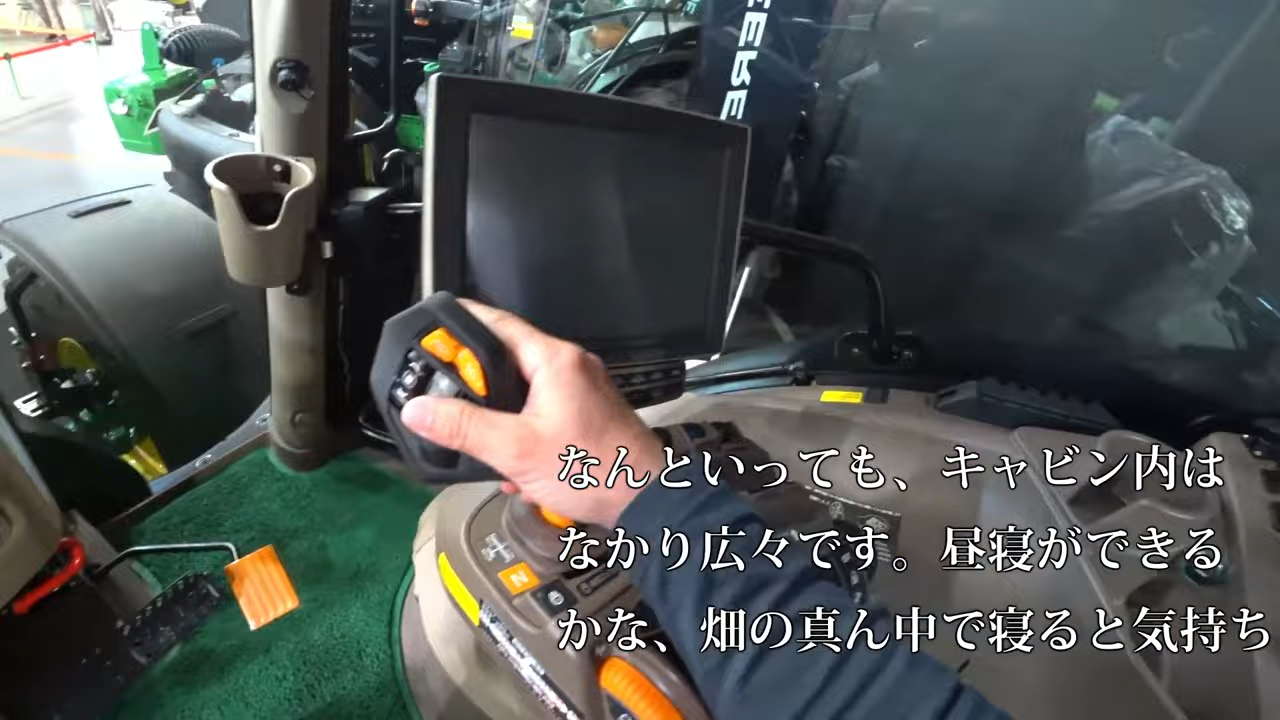 EERE
なんといっても、キャビン内は
なかり広々です。昼寝ができる
かな、畑の真ん中で寝ると気持ち
N